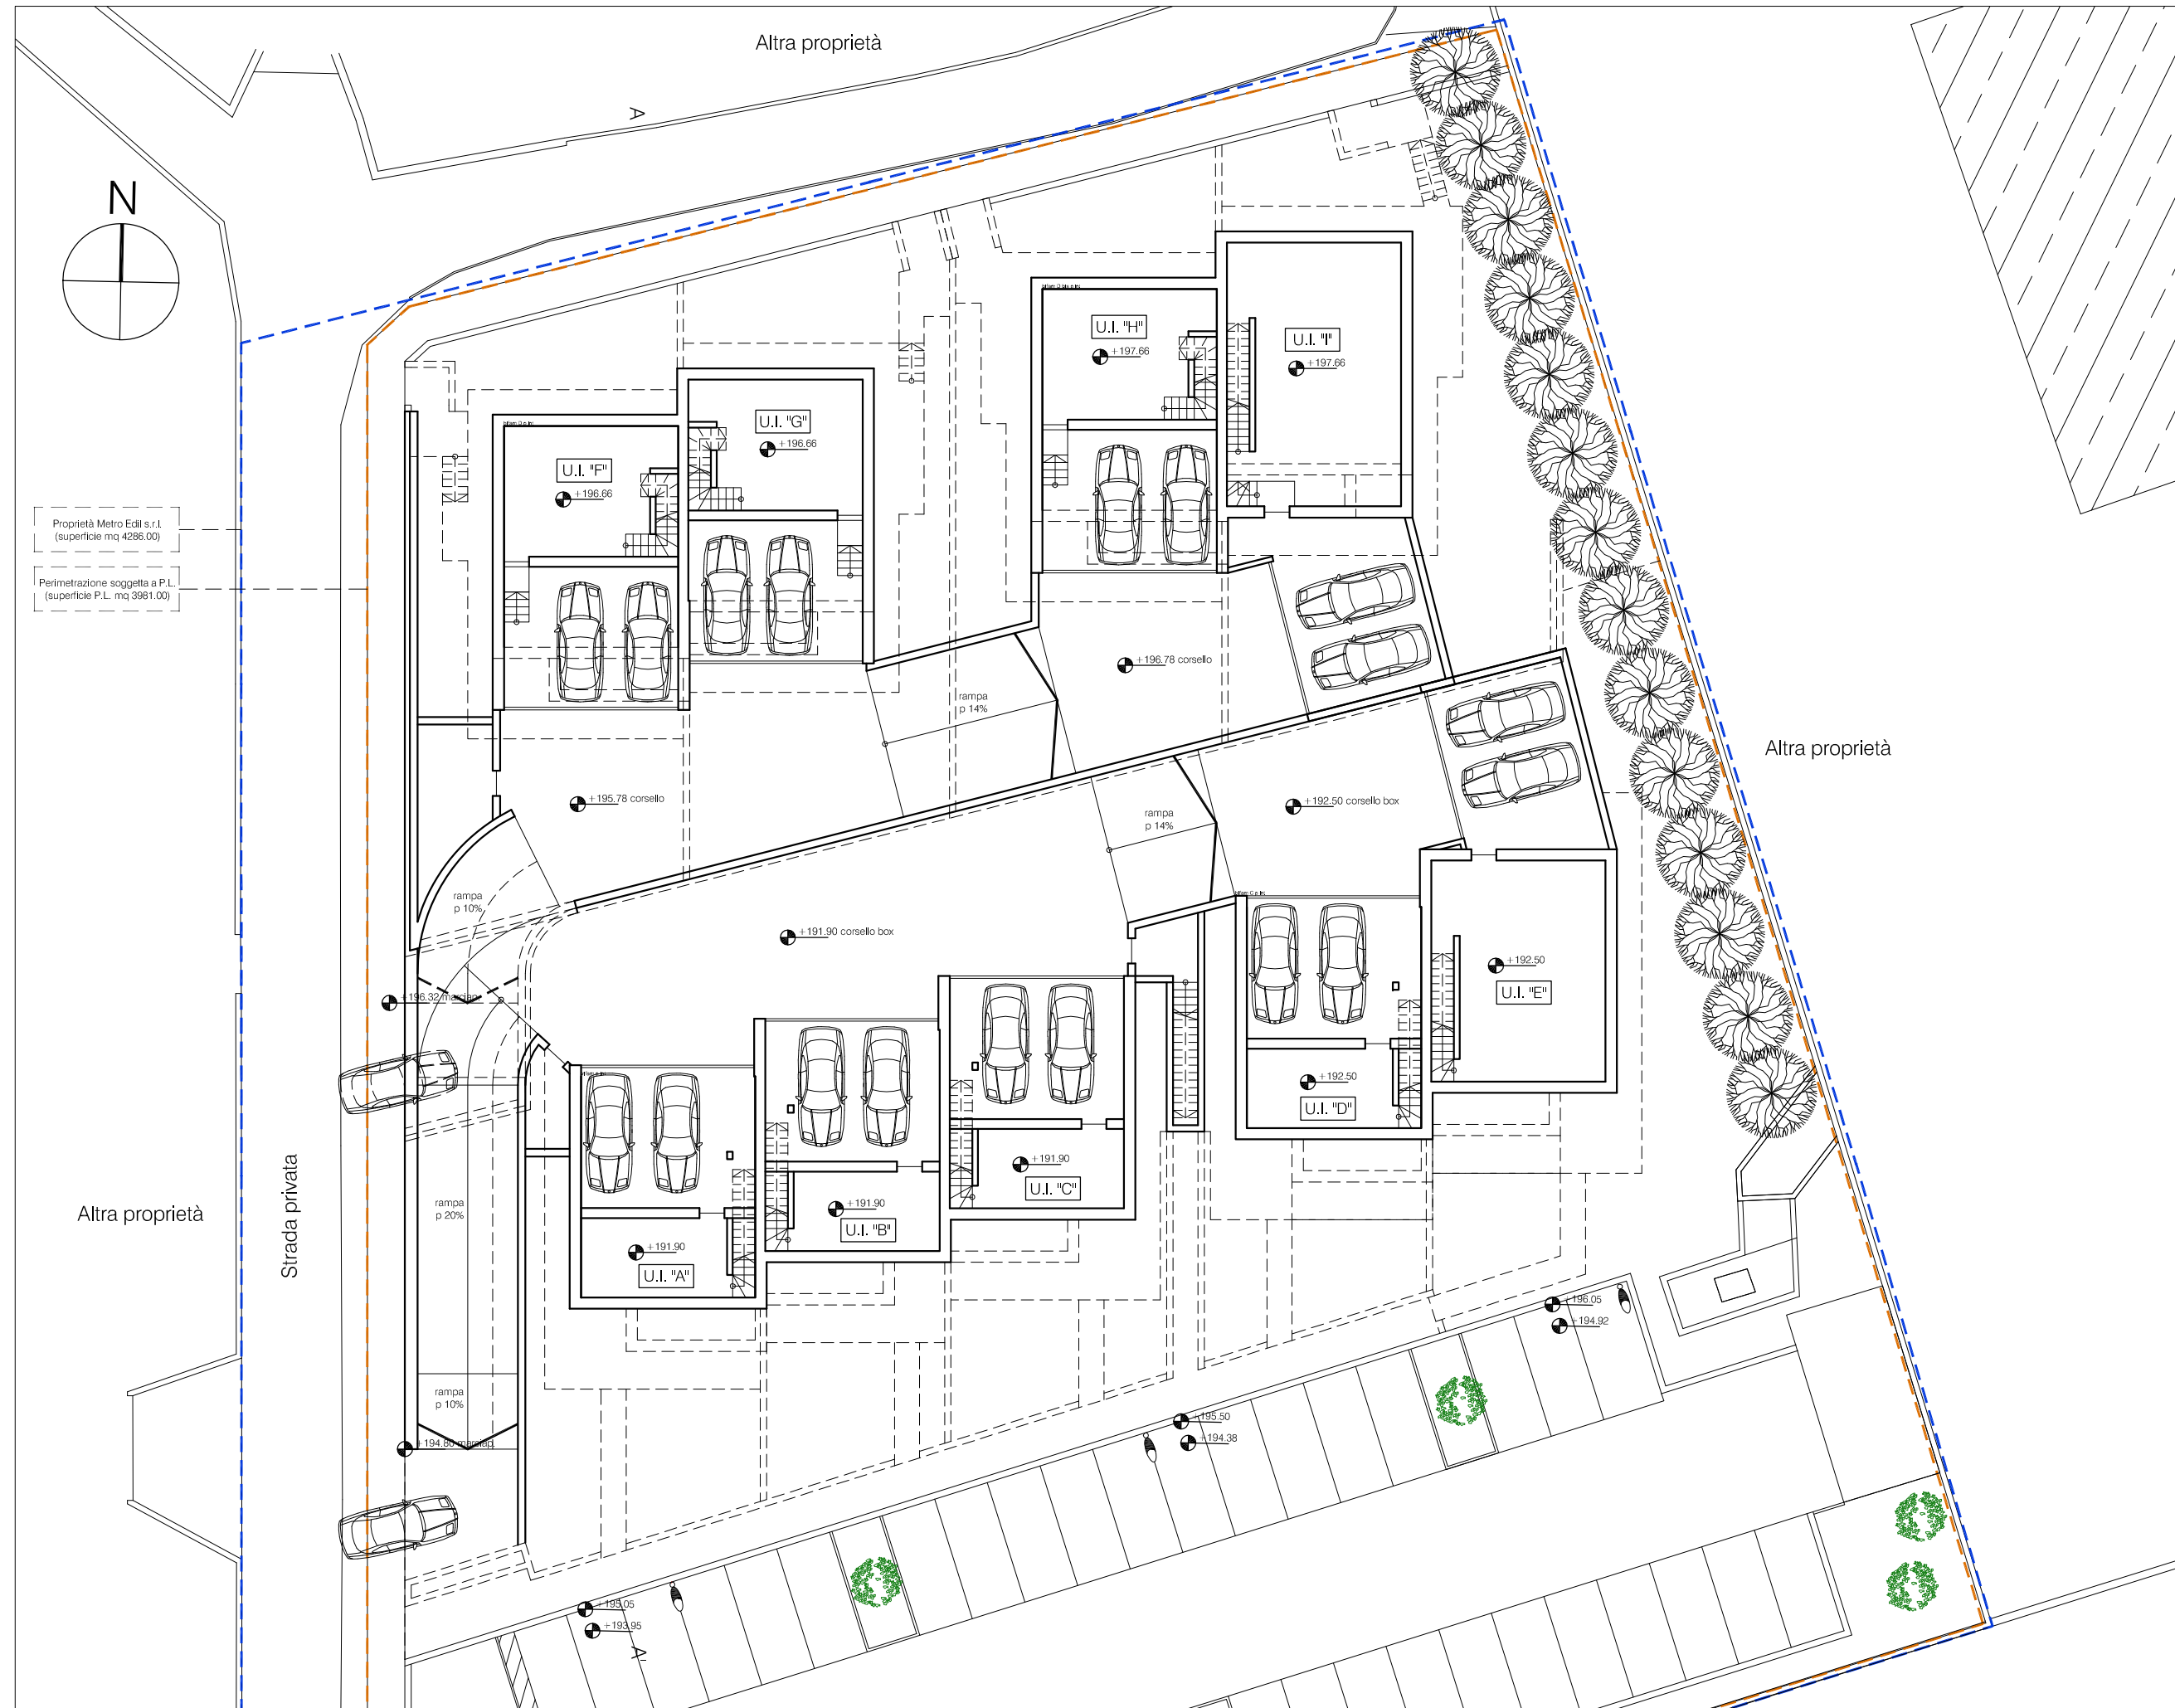 Altra proprietà
A
N
U.I. "H"
+197.66
U.I. "I"
+197.66
U.I. "G"
+196.66
U.I. "F"
+196.66
Proprietà Metro Edil s.r.l.
(superficie mq 4286.00)
Perimetrazione soggetta a P.L.
(superficie P.L. mq 3981.00)
+196.78 corsello
rampa
p 14%
Altra proprietà
+195.78 corsello
+192.50 corsello box
rampa
p 14%
rampa
p 10%
+191.90 corsello box
+192.50
U.I. "E"
+196.32 marciap.
+192.50
U.I. "D"
+191.90
U.I. "C"
Altra proprietà
Strada privata
rampa
p 20%
+191.90
U.I. "B"
+191.90
U.I. "A"
+196.05
+194.92
rampa
p 10%
+195.50
+194.38
+194.80 marciap.
+195.05
+193.95
A'